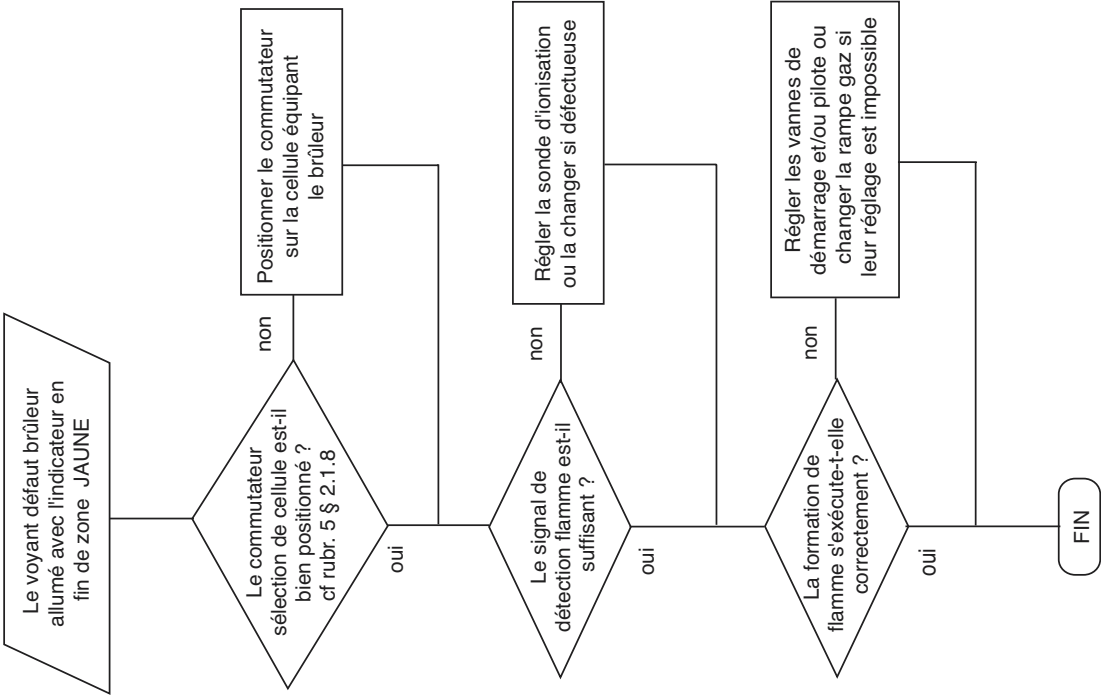 Le voyant défaut brûleur
allumé avec l'indicateur en
fin de zone JAUNE
Le commutateur
sélection de cellule est-il
bien positionné ?
cf rubr. 5 § 2.1.8
non
Positionner le commutateur
sur la cellule équipant
le brûleur
oui
Le signal de
détection flamme est-il
suffisant ?
non
Régler la sonde d'ionisation
ou la changer si défectueuse
oui
La formation de
flamme s'exécute-t-elle
correctement ?
non
Régler les vannes de
démarrage et/ou pilote ou
changer la rampe gaz si
leur réglage est impossible
oui
FIN